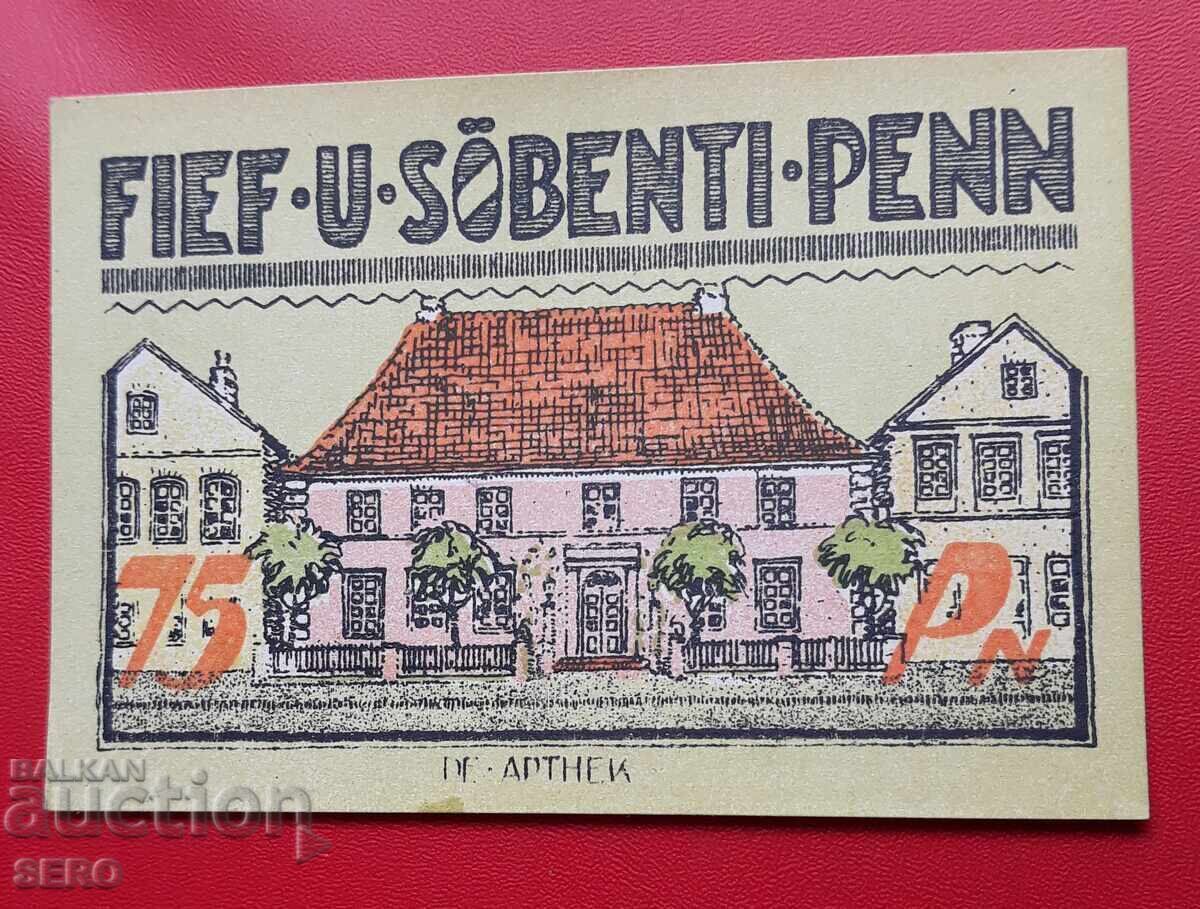 FIEF·U·SÖBENTI·PENN
75 PN
DE·APTHEK
BALKAN
auction
SERO